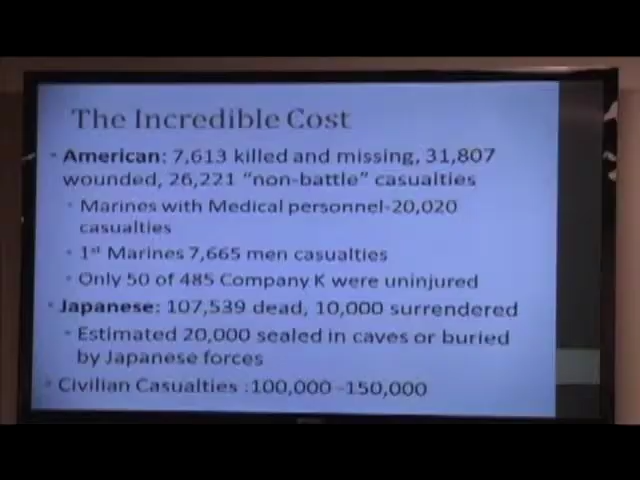 The Incredible Cost
• American: 7,613 killed and missing, 31,807
wounded, 26,221 “non-battle” casualties
• Marines with Medical personnel-20,020
casualties
• 1st Marines 7,665 men casualties
• Only 50 of 485 Company K were uninjured
• Japanese: 107,539 dead, 10,000 surrendered
• Estimated 20,000 sealed in caves or buried
by Japanese forces
• Civilian Casualties :100,000 -150,000